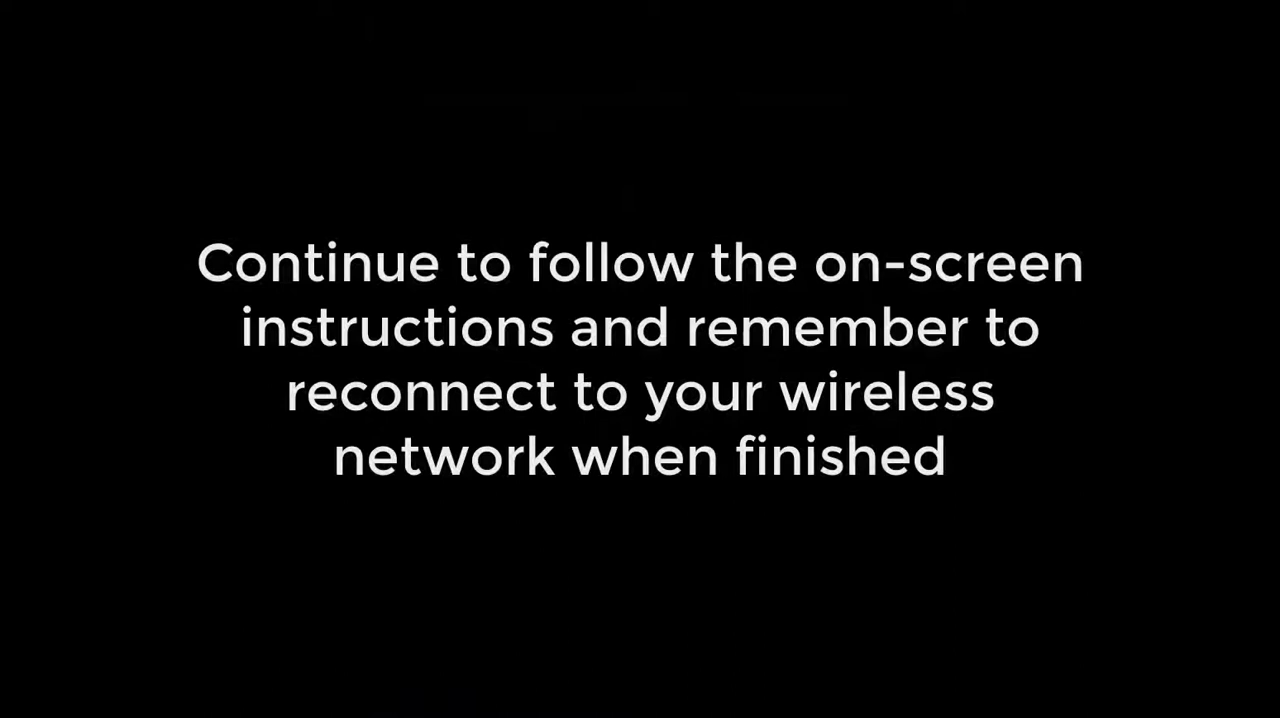 Continue to follow the on-screen
instructions and remember to
reconnect to your wireless
network when finished